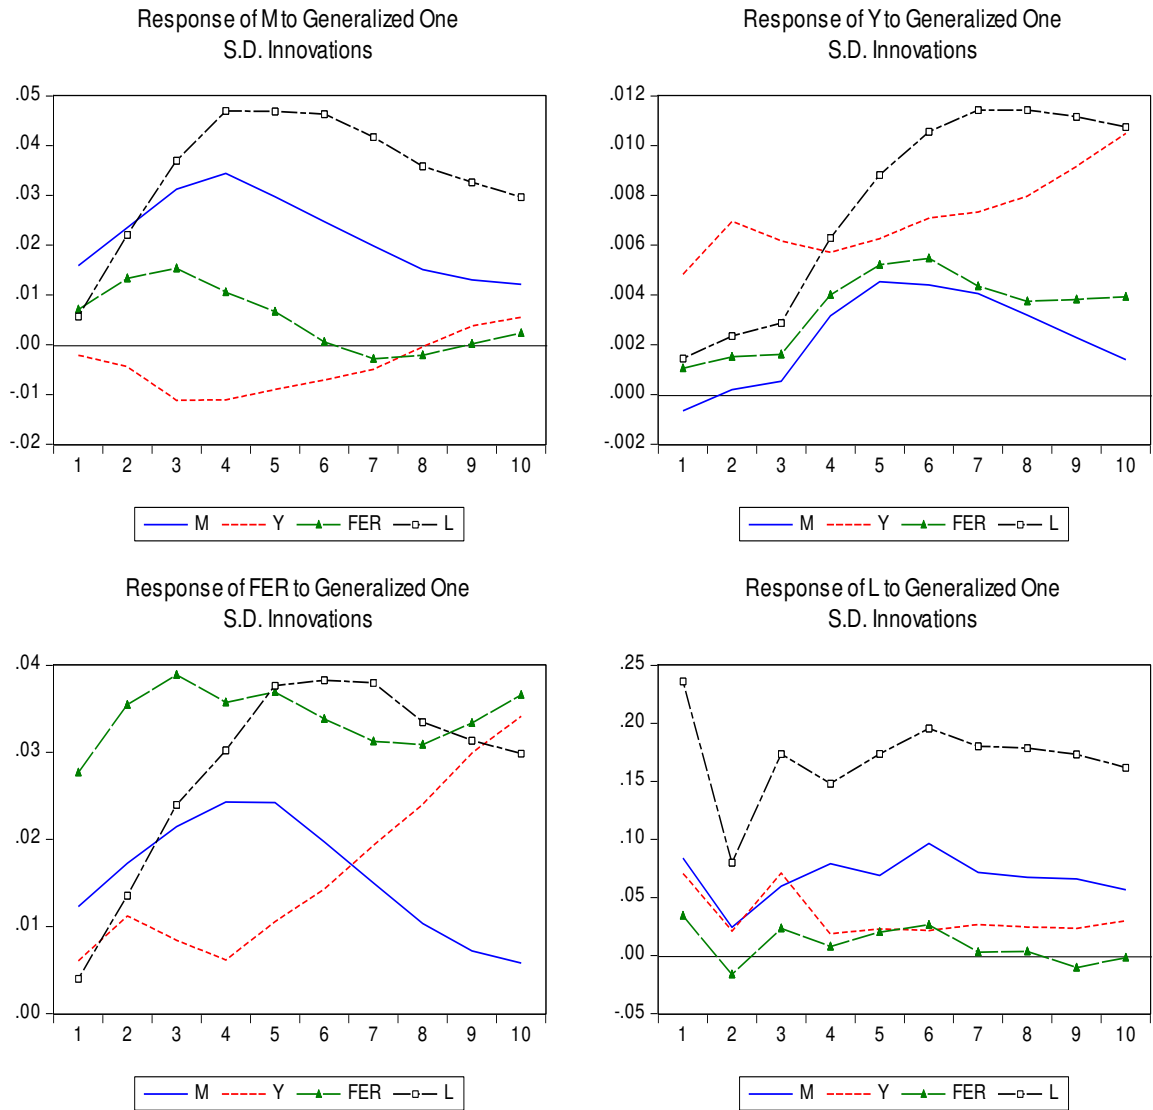 Response of M to Generalized One
S.D. Innovations
.05
.04
.03
.02
.01
.00
-.01
-.02
1 2 3 4 5 6 7 8 9 10
M Y FER L
Response of Y to Generalized One
S.D. Innovations
.012
.010
.008
.006
.004
.002
.000
-.002
1 2 3 4 5 6 7 8 9 10
M Y FER L
Response of FER to Generalized One
S.D. Innovations
.04
.03
.02
.01
.00
1 2 3 4 5 6 7 8 9 10
M Y FER L
Response of L to Generalized One
S.D. Innovations
.25
.20
.15
.10
.05
.00
-.05
1 2 3 4 5 6 7 8 9 10
M Y FER L